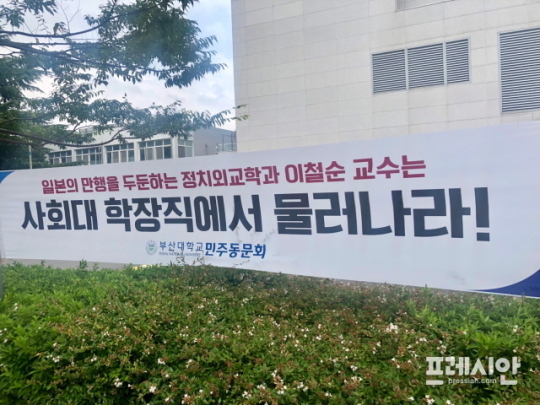 일본의 만행을 두둔하는 정치외교학과 이철순 교수는
사회대 학장직에서 물러나라!
부산대학교 민주동문회
프레시안
pressian.com